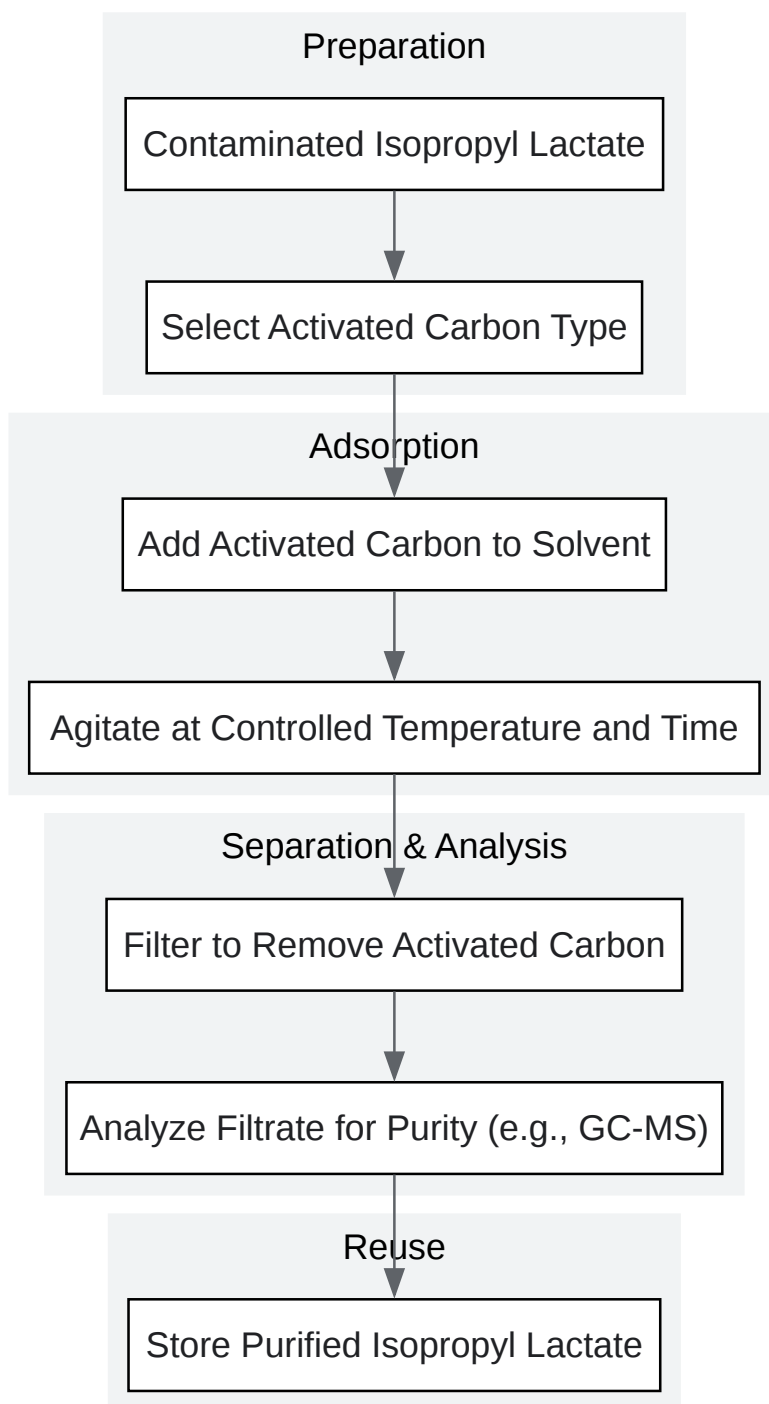 Preparation
Contaminated Isopropyl Lactate
Select Activated Carbon Type
Adsorption
Add Activated Carbon to Solvent
Agitate at Controlled Temperature and Time
Separation & Analysis
Filter to Remove Activated Carbon
Analyze Filtrate for Purity (e.g., GC-MS)
Reuse
Store Purified Isopropyl Lactate